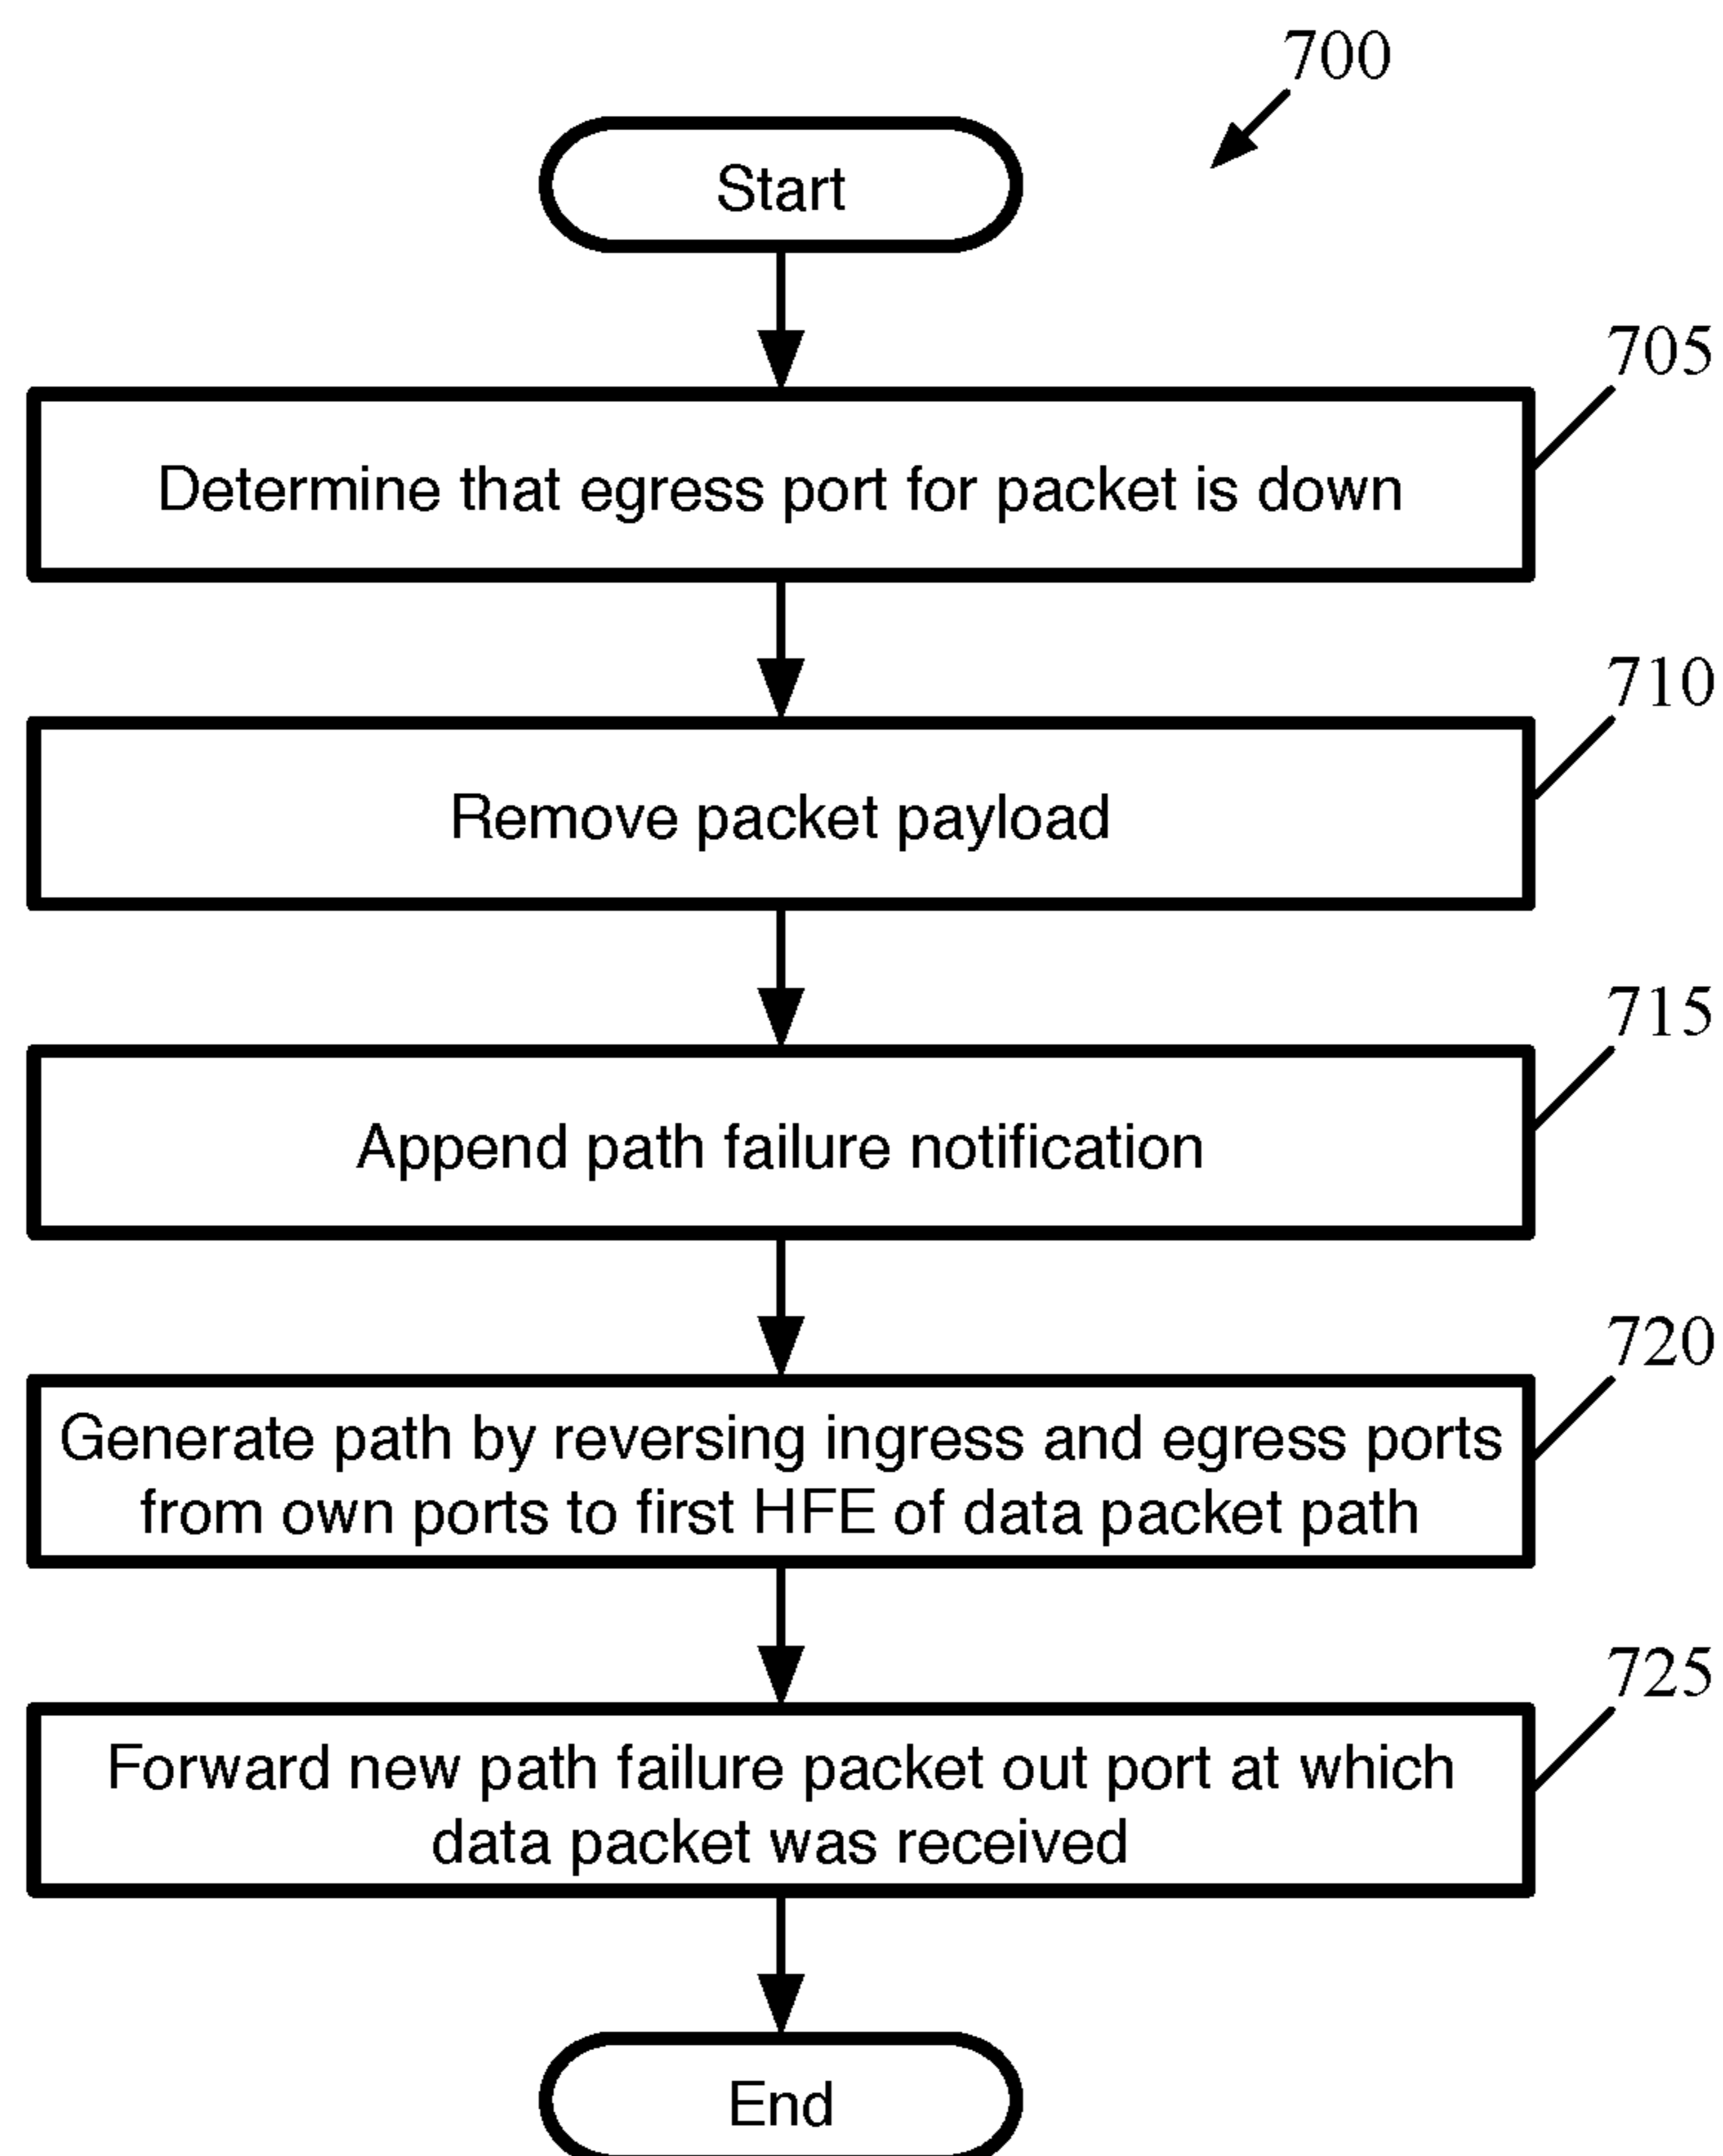 700
Start
705
Determine that egress port for packet is down
710
Remove packet payload
715
Append path failure notification
720
Generate path by reversing ingress and egress ports
from own ports to first HFE of data packet path
725
Forward new path failure packet out port at which
data packet was received
End